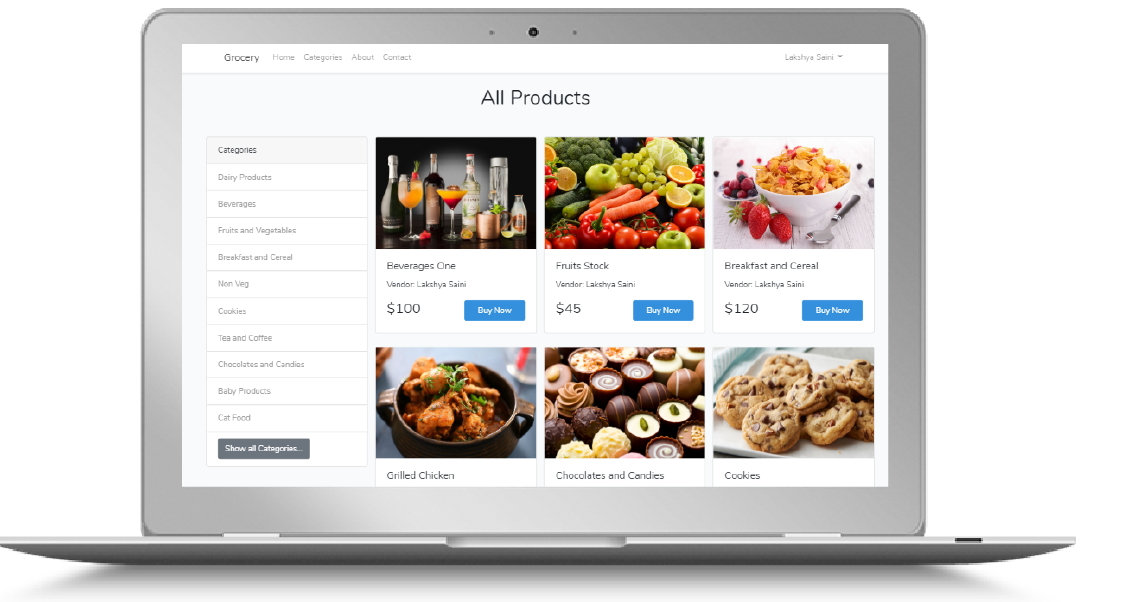 Grocery Home Categories About Contact Lakshya Saini
All Products
Categories
Dairy Products
Beverages
Fruits and Vegetables
Breakfast and Cereal
Non Veg
Cookies
Tea and Coffee
Chocolates and Candies
Baby Products
Cat Food
Show all Categories...
Beverages One
Vendor: Lakshya Saini
$100 Buy Now
Fruits Stock
Vendor: Lakshya Saini
$45 Buy Now
Breakfast and Cereal
Vendor: Lakshya Saini
$120 Buy Now
Grilled Chicken
Chocolates and Candies
Cookies